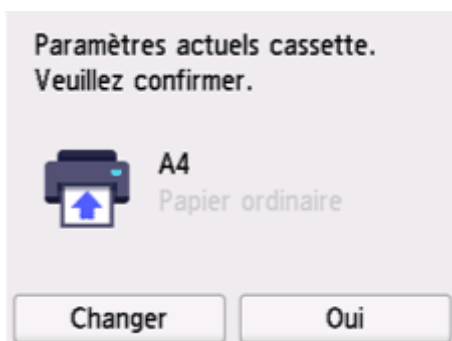 Paramètres actuels cassette.
Veuillez confirmer.
A4
Papier ordinaire
Changer
Oui